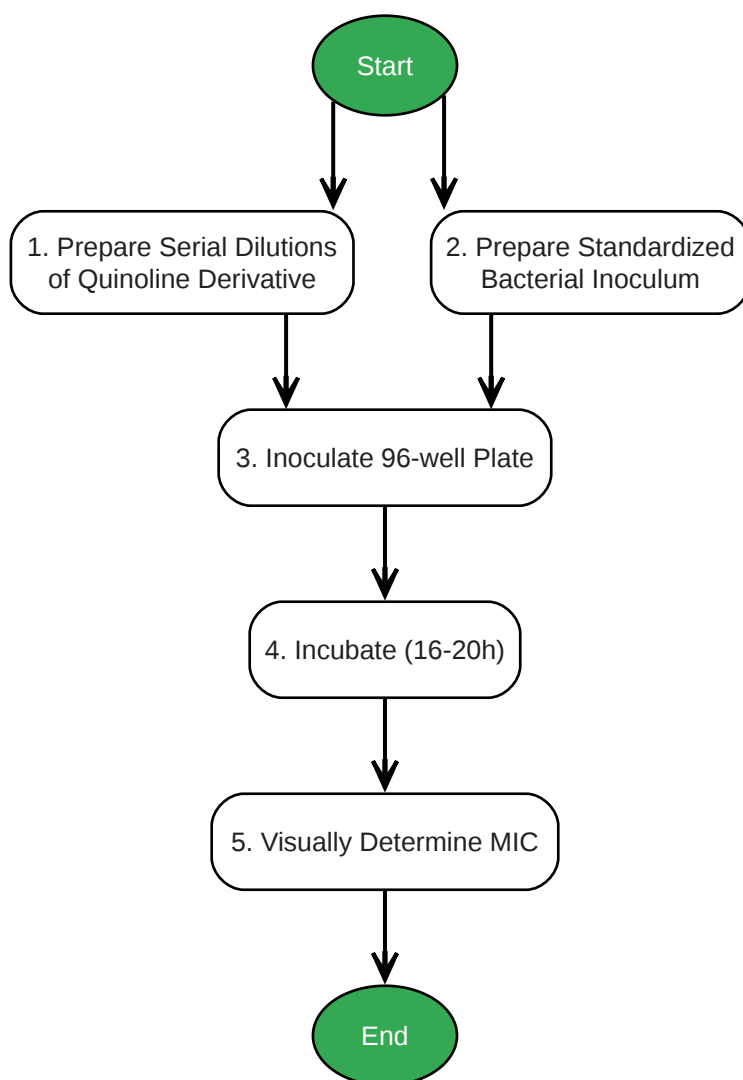 Start
1. Prepare Serial Dilutions
of Quinoline Derivative
2. Prepare Standardized
Bacterial Inoculum
3. Inoculate 96-well Plate
4. Incubate (16-20h)
5. Visually Determine MIC
End